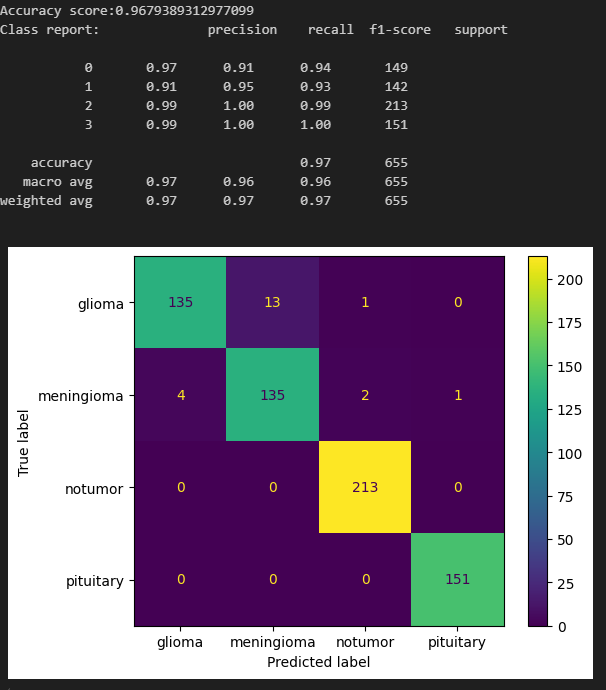 Accuracy score:0.9679389312977099
Class report: precision recall f1-score support
0 0.97 0.91 0.94 149
1 0.91 0.95 0.93 142
2 0.99 1.00 0.99 213
3 0.99 1.00 1.00 151
accuracy 0.97 655
macro avg 0.97 0.96 0.96 655
weighted avg 0.97 0.97 0.97 655
True label
glioma 135 13 1 0
meningioma 4 135 2 1
notumor 0 0 213 0
pituitary 0 0 0 151
glioma meningioma notumor pituitary
Predicted label
200
175
150
125
100
75
50
25
0